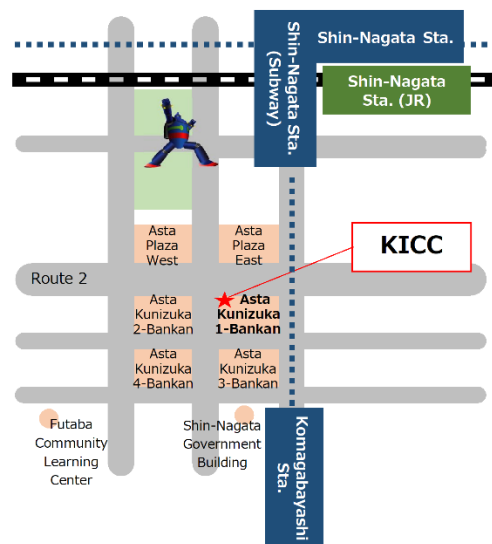 Shin-Nagata Sta.
Shin-Nagata Sta.
(Subway)
Shin-Nagata
Sta. (JR)
Asta
Plaza
West
Asta
Plaza
East
KICC
Route 2
Asta
Kunizuka
2-Bankan
Asta
Kunizuka
1-Bankan
Asta
Kunizuka
4-Bankan
Asta
Kunizuka
3-Bankan
Futaba
Community
Learning
Center
Shin-Nagata
Government
Building
Komagabayashi
Sta.